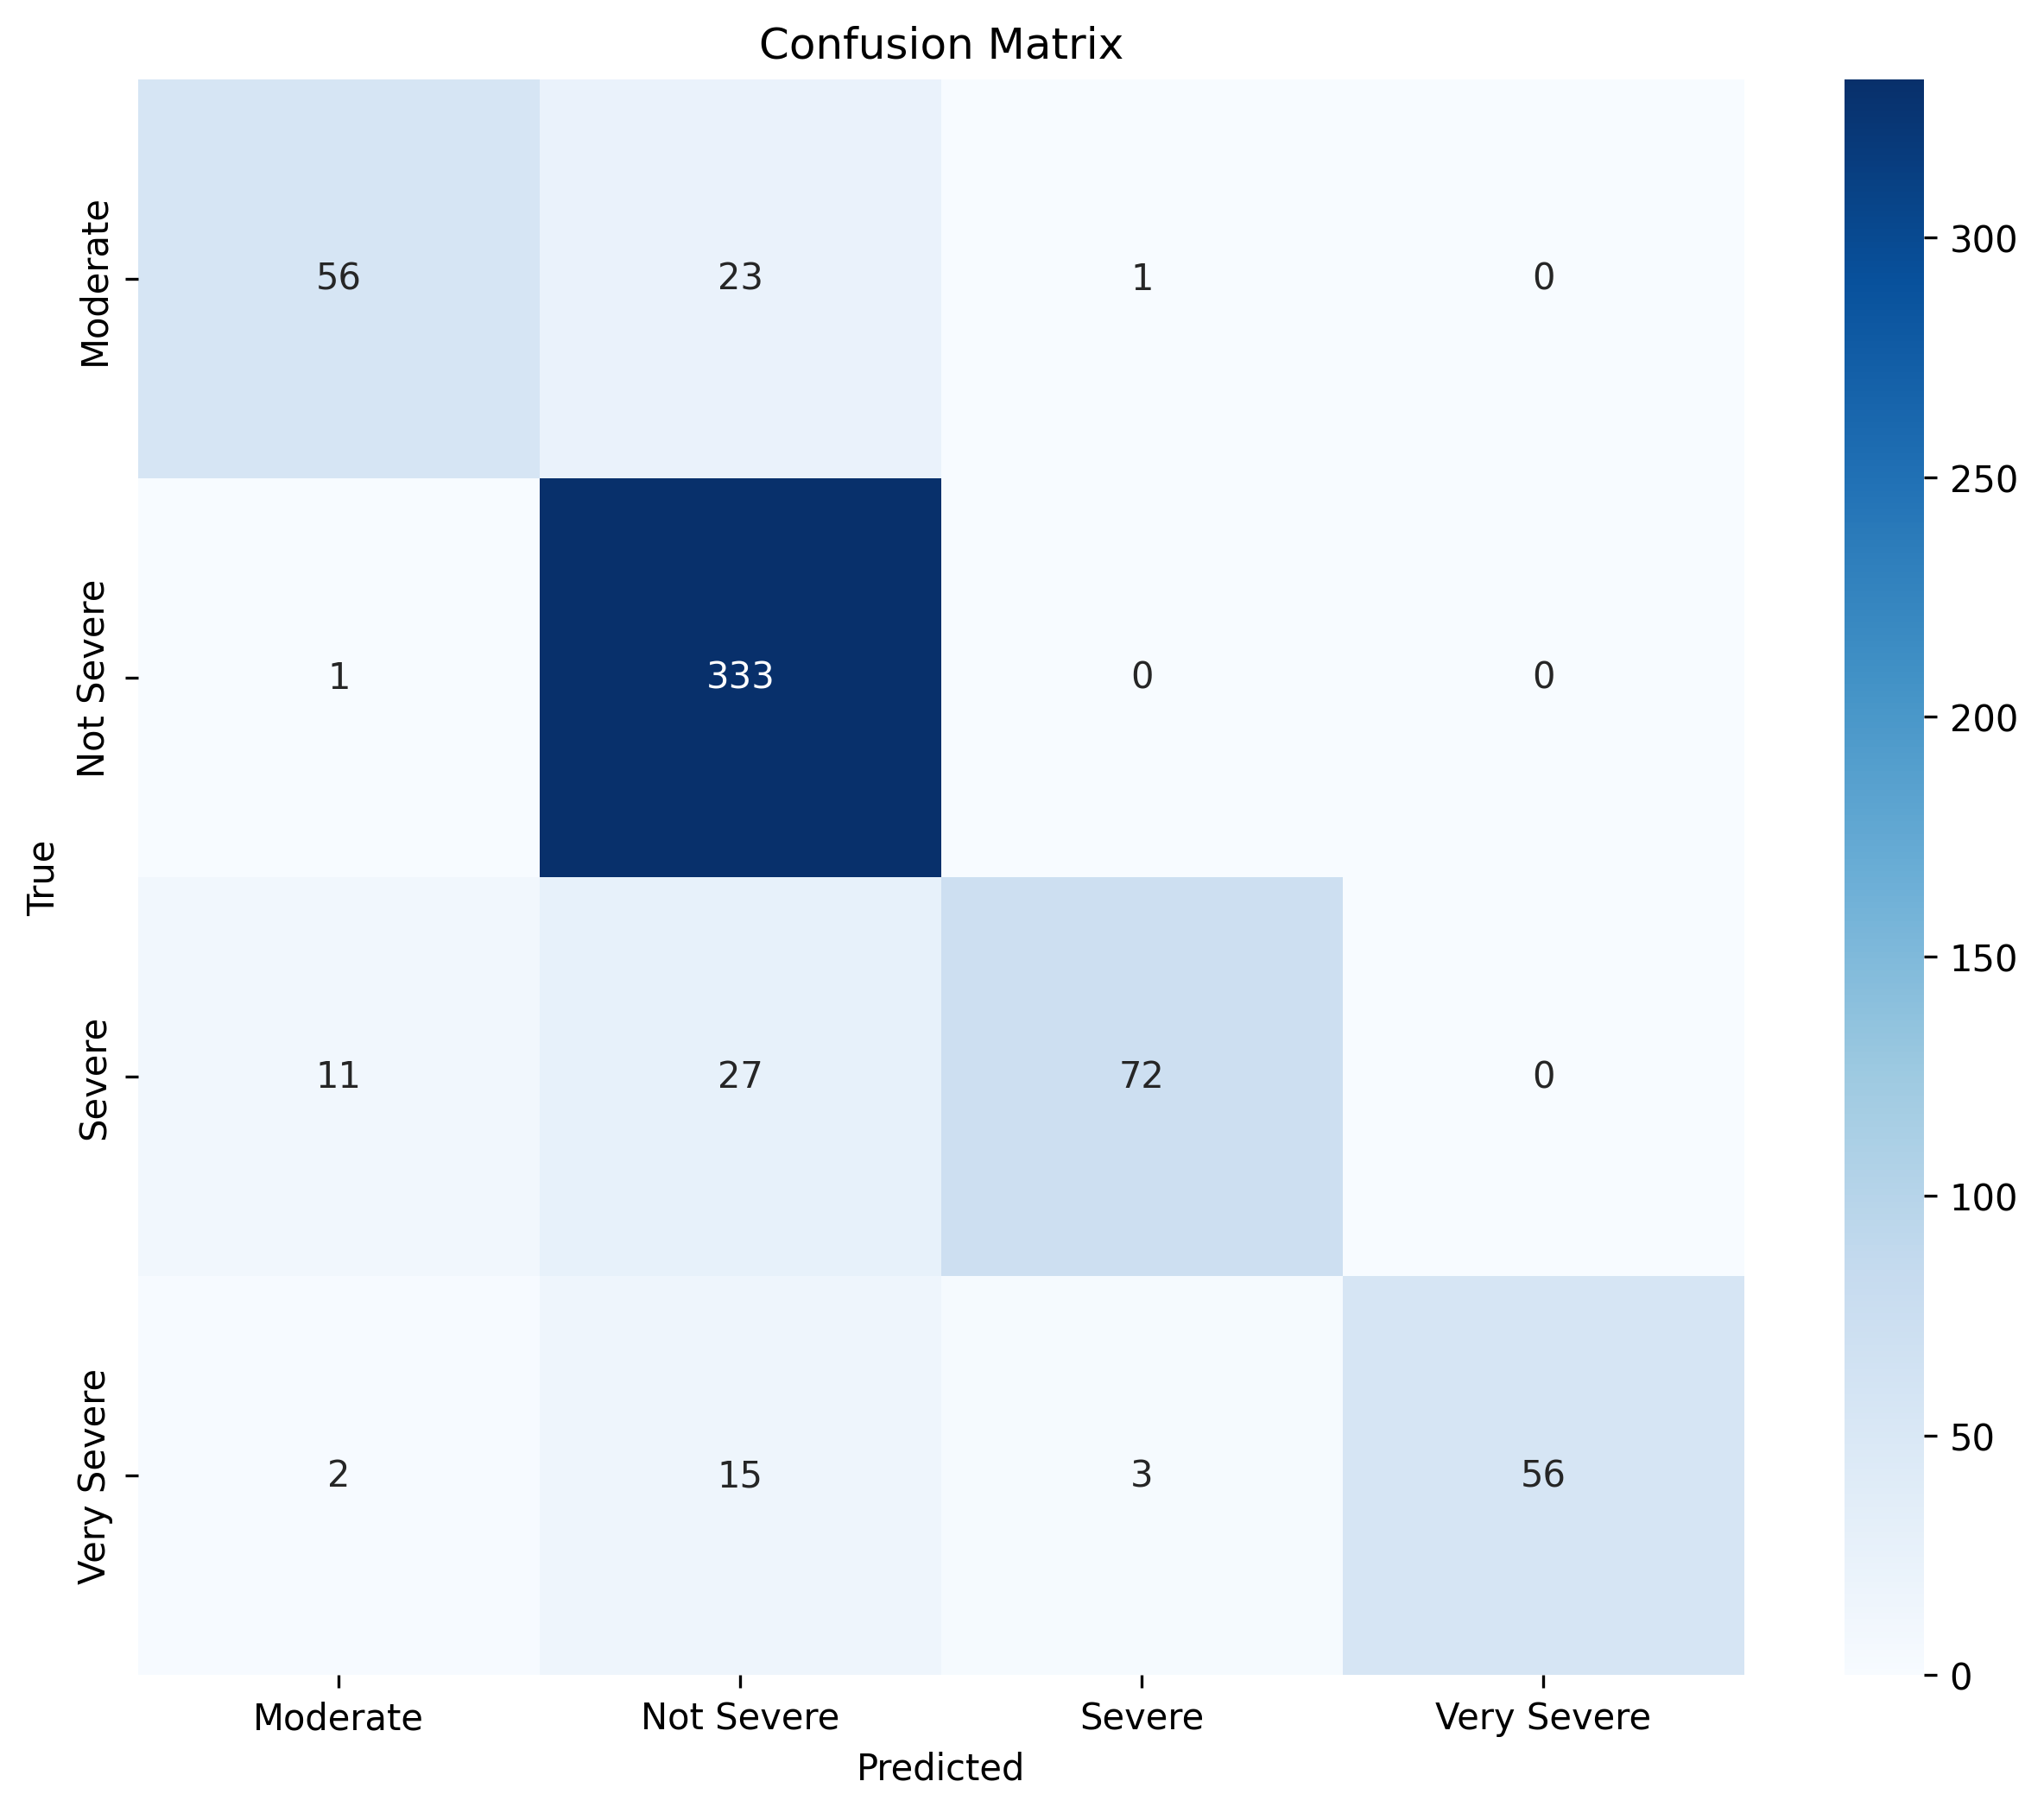 Confusion Matrix
Moderate
56 23 1 0
Not Severe
1 333 0 0
Severe
11 27 72 0
Very Severe
2 15 3 56
True
Moderate Not Severe Severe Very Severe
Predicted
300
250
200
150
100
50
0